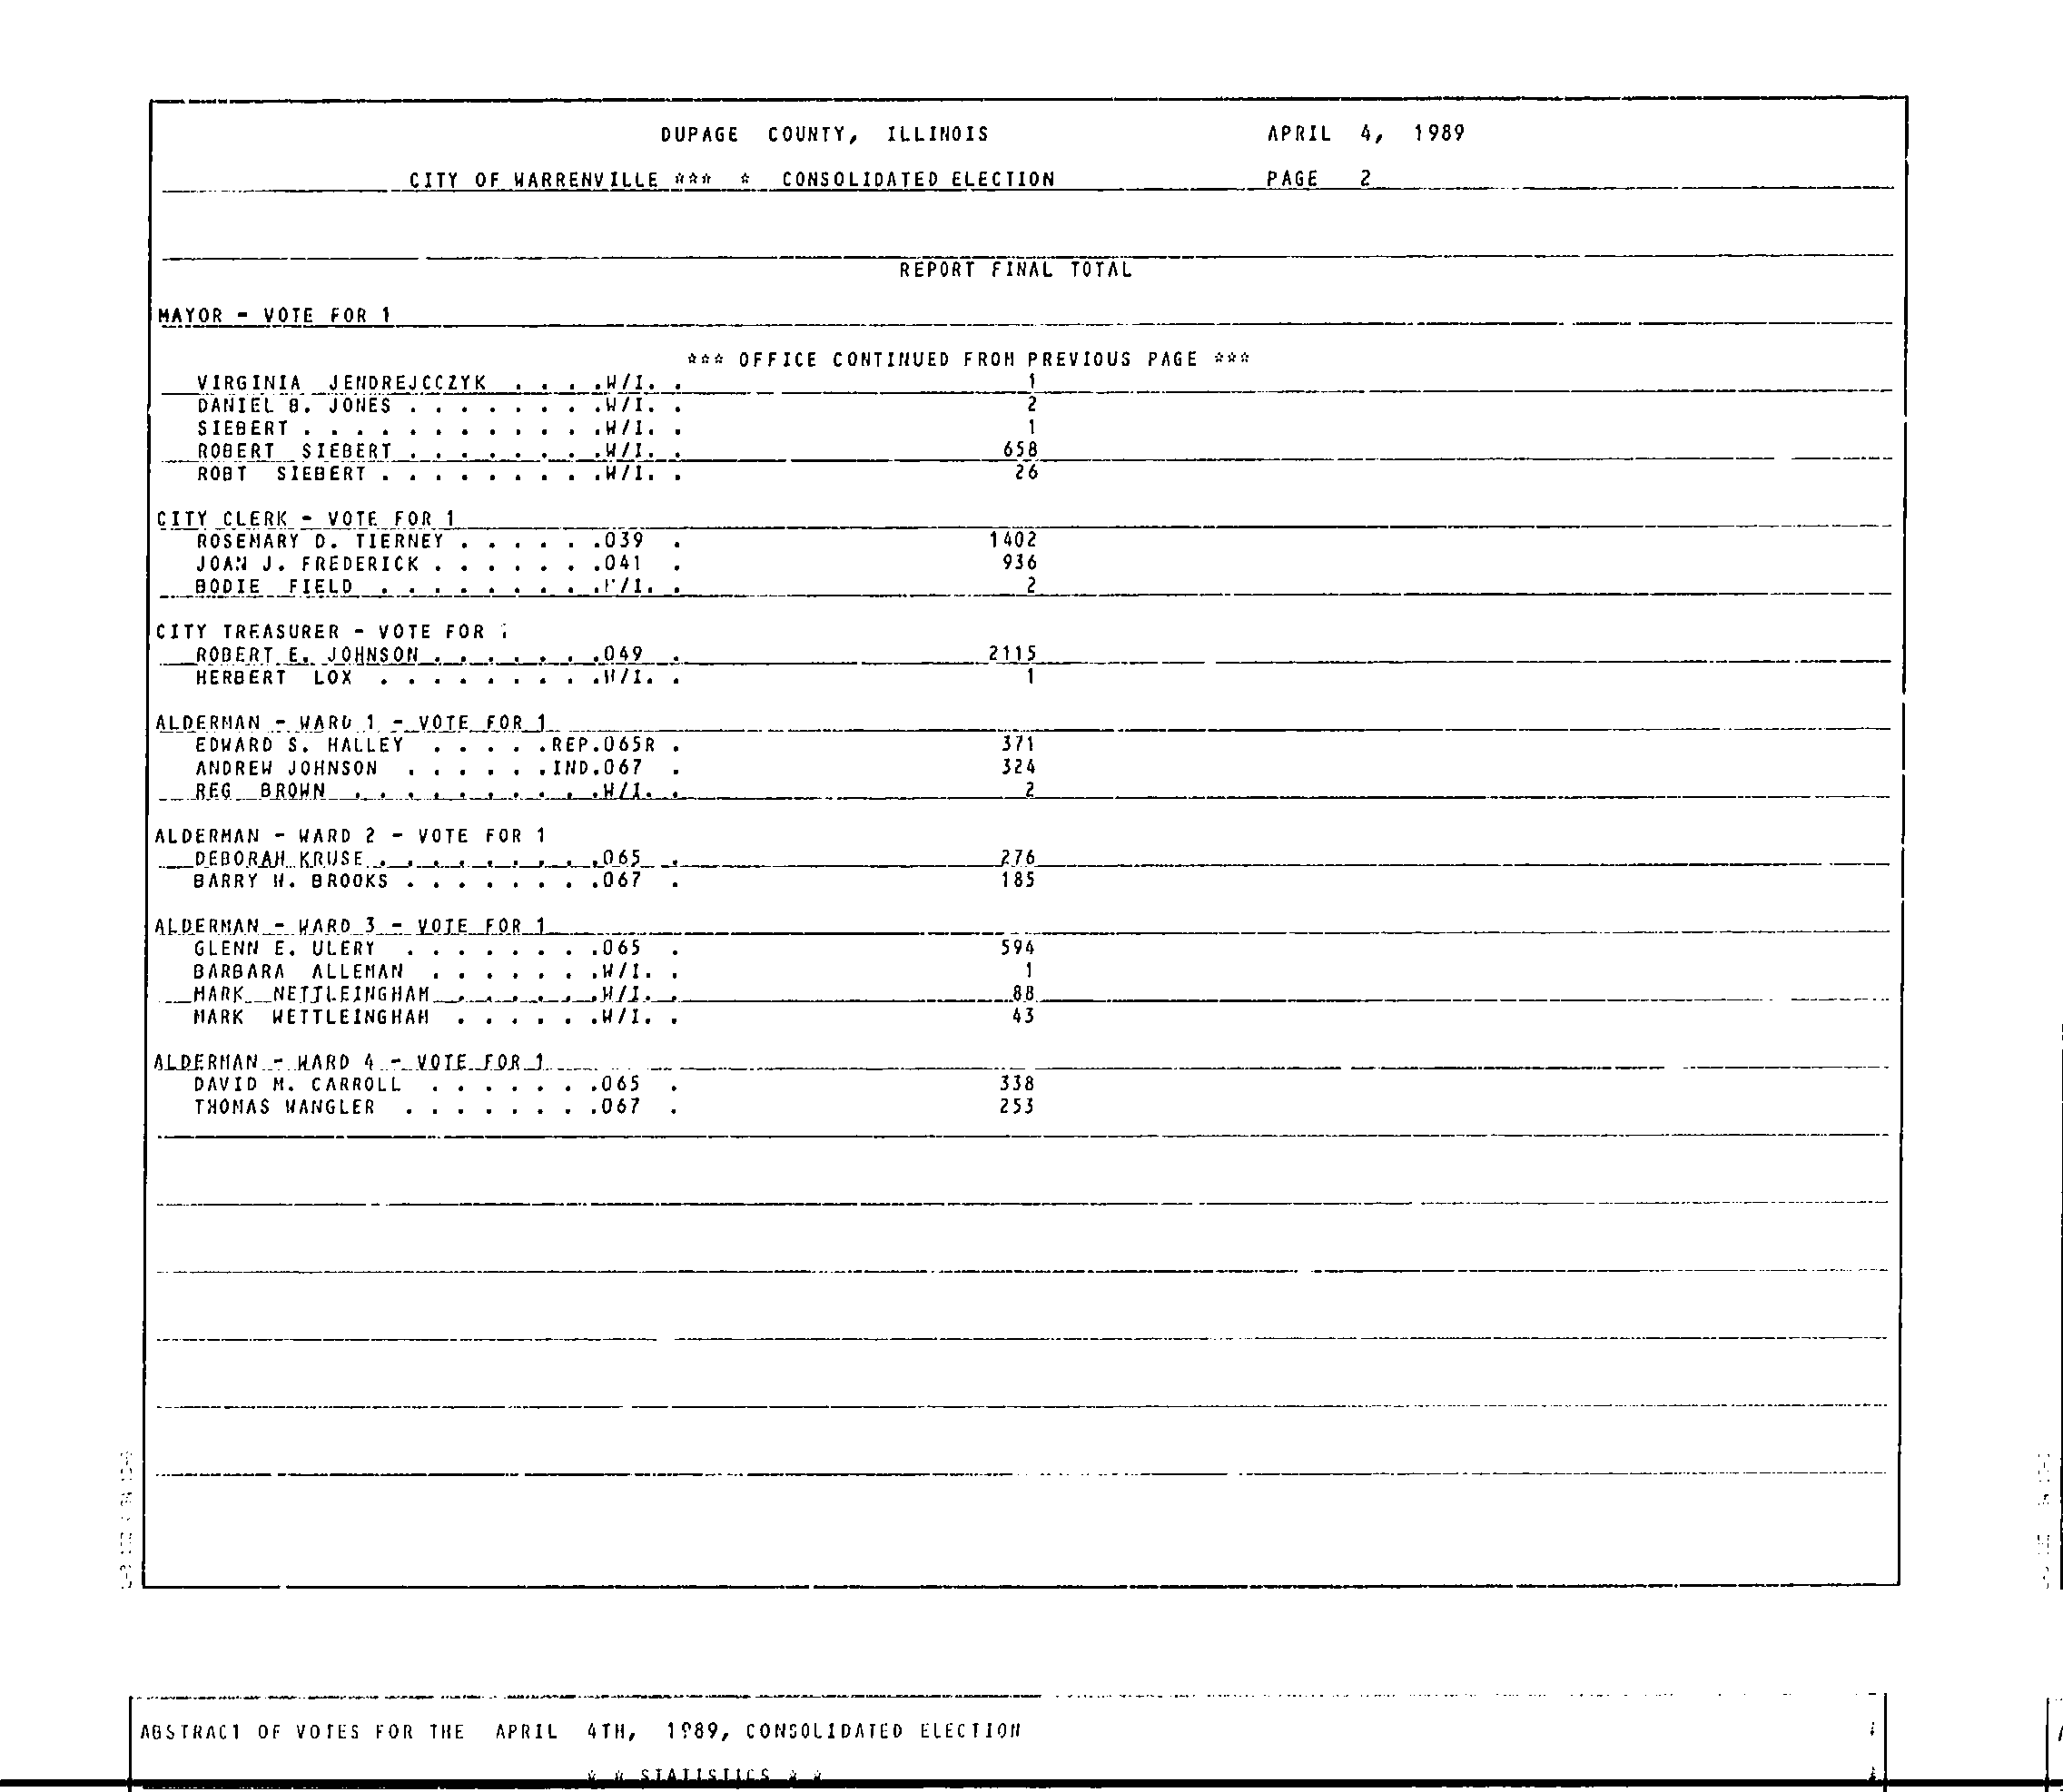 DUPAGE COUNTY, ILLINOIS APRIL 4, 1989
CITY OF WARRENVILLE *** * CONSOLIDATED ELECTION PAGE 2
REPORT FINAL TOTAL
MAYOR - VOTE FOR 1
*** OFFICE CONTINUED FROM PREVIOUS PAGE ***
VIRGINIA JENDREJCCZYK . . . .W/I. . 1
DANIEL B. JONES . . . . . . . .W/I. . 2
SIEBERT . . . . . . . . . . . .W/I. . 1
ROBERT SIEBERT . . . . . . . .W/I. . 658
ROBT SIEBERT . . . . . . . . .W/I. . 26
CITY CLERK - VOTE FOR 1
ROSEMARY D. TIERNEY . . . . . .039 . 1402
JOAN J. FREDERICK . . . . . . .041 . 936
BODIE FIELD . . . . . . . . .W/I. . 2
CITY TREASURER - VOTE FOR
ROBERT E. JOHNSON . . . . . . .049 . 2115
HERBERT LOX . . . . . . . . .W/I. . 1
ALDERMAN - WARD 1 - VOTE FOR 1
EDWARD S. HALLEY . . . . .REP.065R . 371
ANDREW JOHNSON . . . . . .IND.067 . 324
REG BROWN . . . . . . . . . .W/I. . 2
ALDERMAN - WARD 2 - VOTE FOR 1
DEBORAH KRUSE . . . . . . . . .065 . 276
BARRY W. BROOKS . . . . . . . .067 . 185
ALDERMAN - WARD 3 - VOTE FOR 1
GLENN E. ULERY . . . . . . . .065 . 594
BARBARA ALLEMAN . . . . . . .W/I. . 1
MARK NETTLEINGHAM . . . . . .W/I. . 88
MARK WETTLEINGHAM . . . . . .W/I. . 43
ALDERMAN - WARD 4 - VOTE FOR 1
DAVID M. CARROLL . . . . . . .065 . 338
THOMAS WANGLER . . . . . . . .067 . 253
ABSTRACT OF VOTES FOR THE APRIL 4TH, 1989, CONSOLIDATED ELECTION
* * STATISTICS * *